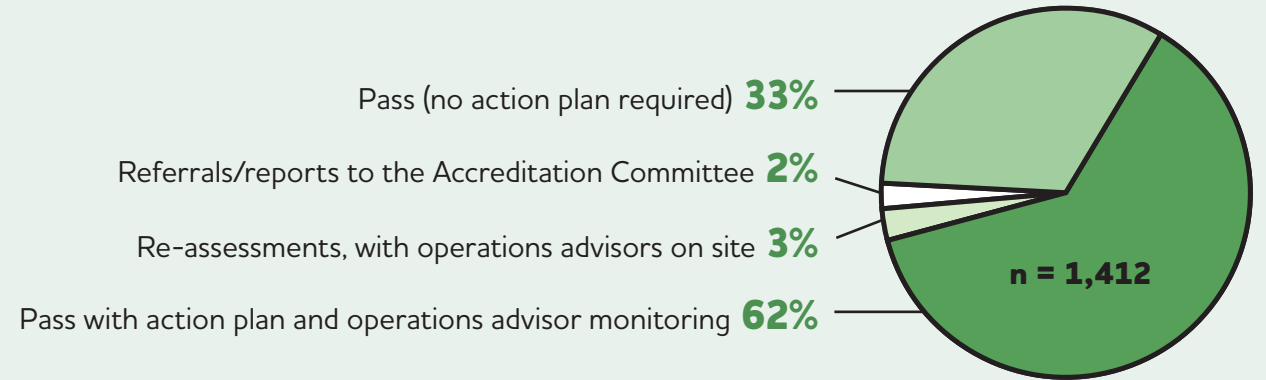 Pass (no action plan required) 33%
Referrals/reports to the Accreditation Committee 2%
Re-assessments, with operations advisors on site 3%
Pass with action plan and operations advisor monitoring 62%
n = 1,412